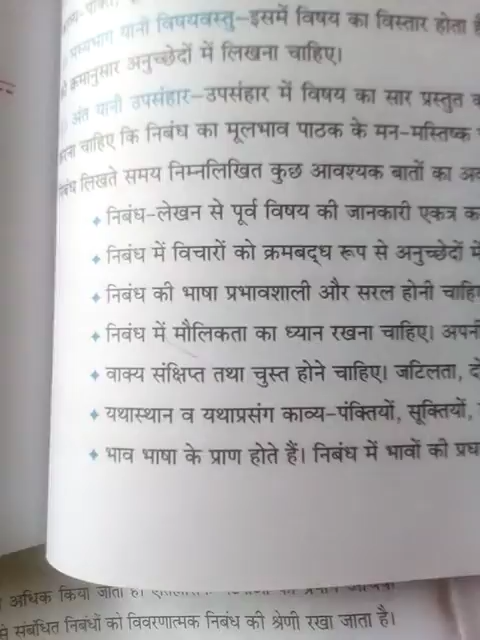 मध्यभाग यानी विषयवस्तु–इसमें विषय का विस्तार होता
क्रमानुसार अनुच्छेदों में लिखना चाहिए।
अंत यानी उपसंहार–उपसंहार में विषय का सार प्रस्तुत
चाहिए कि निबंध का मूलभाव पाठक के मन-मस्तिष्क
निबंध लिखते समय निम्नलिखित कुछ आवश्यक बातों का
✦ निबंध-लेखन से पूर्व विषय की जानकारी एकत्र
✦ निबंध में विचारों को क्रमबद्ध रूप से अनुच्छेदों में
✦ निबंध की भाषा प्रभावशाली और सरल होनी
✦ निबंध में मौलिकता का ध्यान रखना चाहिए। अपनी
✦ वाक्य संक्षिप्त तथा चुस्त होने चाहिए। जटिलता,
✦ यथास्थान व यथाप्रसंग काव्य-पंक्तियों, सूक्तियों,
✦ भाव भाषा के प्राण होते हैं। निबंध में भावों की
अधिक किया जाता है।
से संबंधित निबंधों को विवरणात्मक निबंध की श्रेणी रखा जाता है।